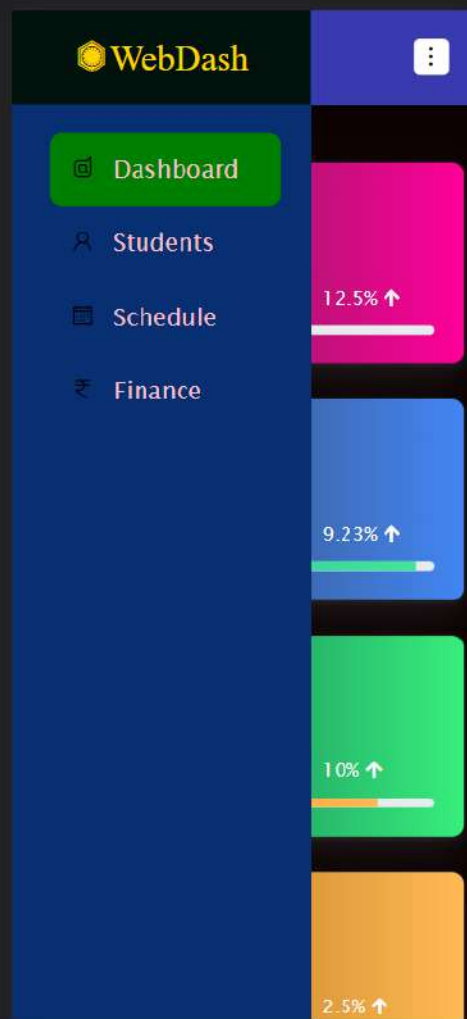 WebDash
Dashboard
Students
Schedule
₹ Finance
12.5%
9.23%
10%
2.5%